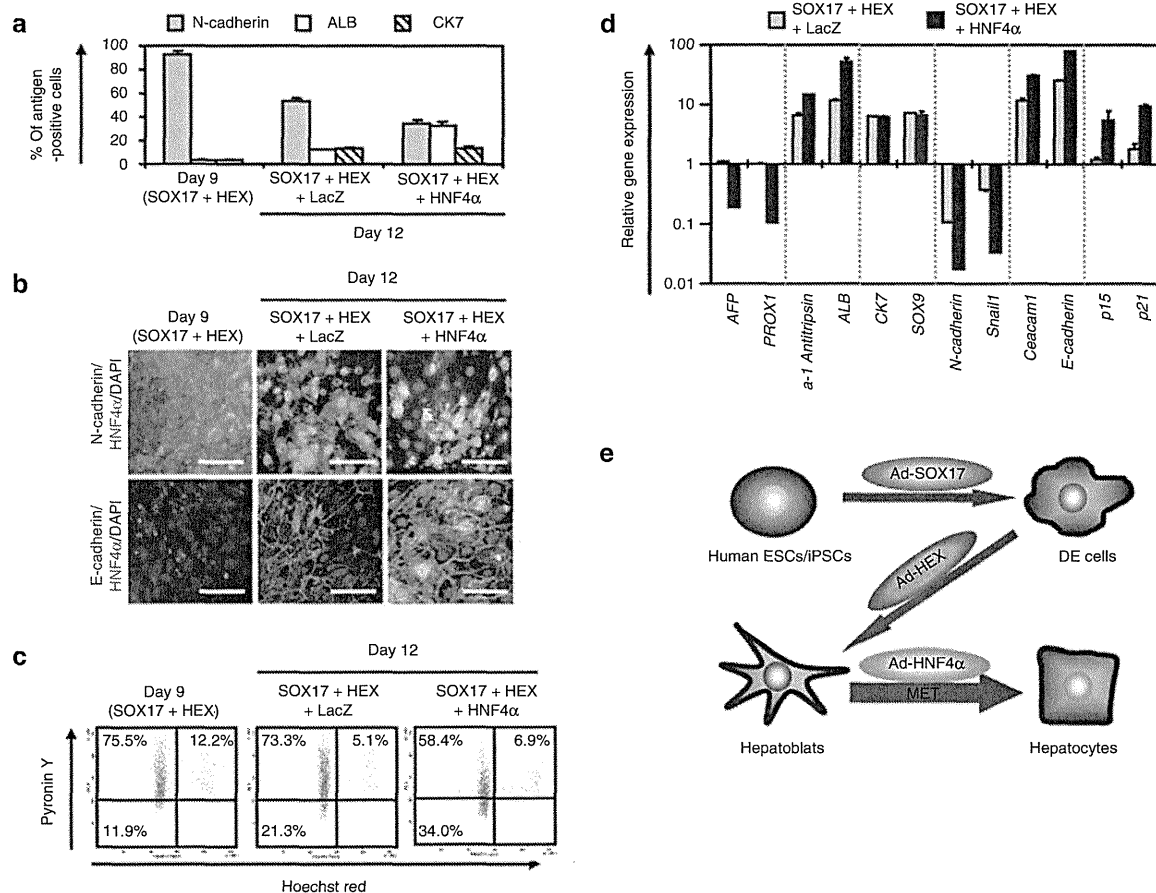 a
N-cadherin ALB CK7
% Of antigen
-positive cells
100
80
60
40
20
0
Day 9
(SOX17 + HEX)
SOX17 + HEX
+ LacZ
SOX17 + HEX
+ HNF4α
Day 12
b
Day 12
Day 9
(SOX17 + HEX)
SOX17 + HEX
+ LacZ
SOX17 + HEX
+ HNF4α
N-cadherin/
HNF4α/DAPI
E-cadherin/
HNF4α/DAPI
c
Day 12
Day 9
(SOX17 + HEX)
SOX17 + HEX
+ LacZ
SOX17 + HEX
+ HNF4α
Pyronin Y
75.5% 12.2%
11.9%
73.3% 5.1%
21.3%
58.4% 6.9%
34.0%
Hoechst red
d
SOX17 + HEX
+ LacZ
SOX17 + HEX
+ HNF4α
Relative gene expression
100
10
1
0.1
0.01
AFP
PROX1
a-1 Antitripsin
ALB
CK7
SOX9
N-cadherin
Snail1
Ceacam1
E-cadherin
p15
p21
e
Ad-SOX17
Human ESCs/iPSCs
DE cells
Ad-HEX
Ad-HNF4α
MET
Hepatoblats
Hepatocytes